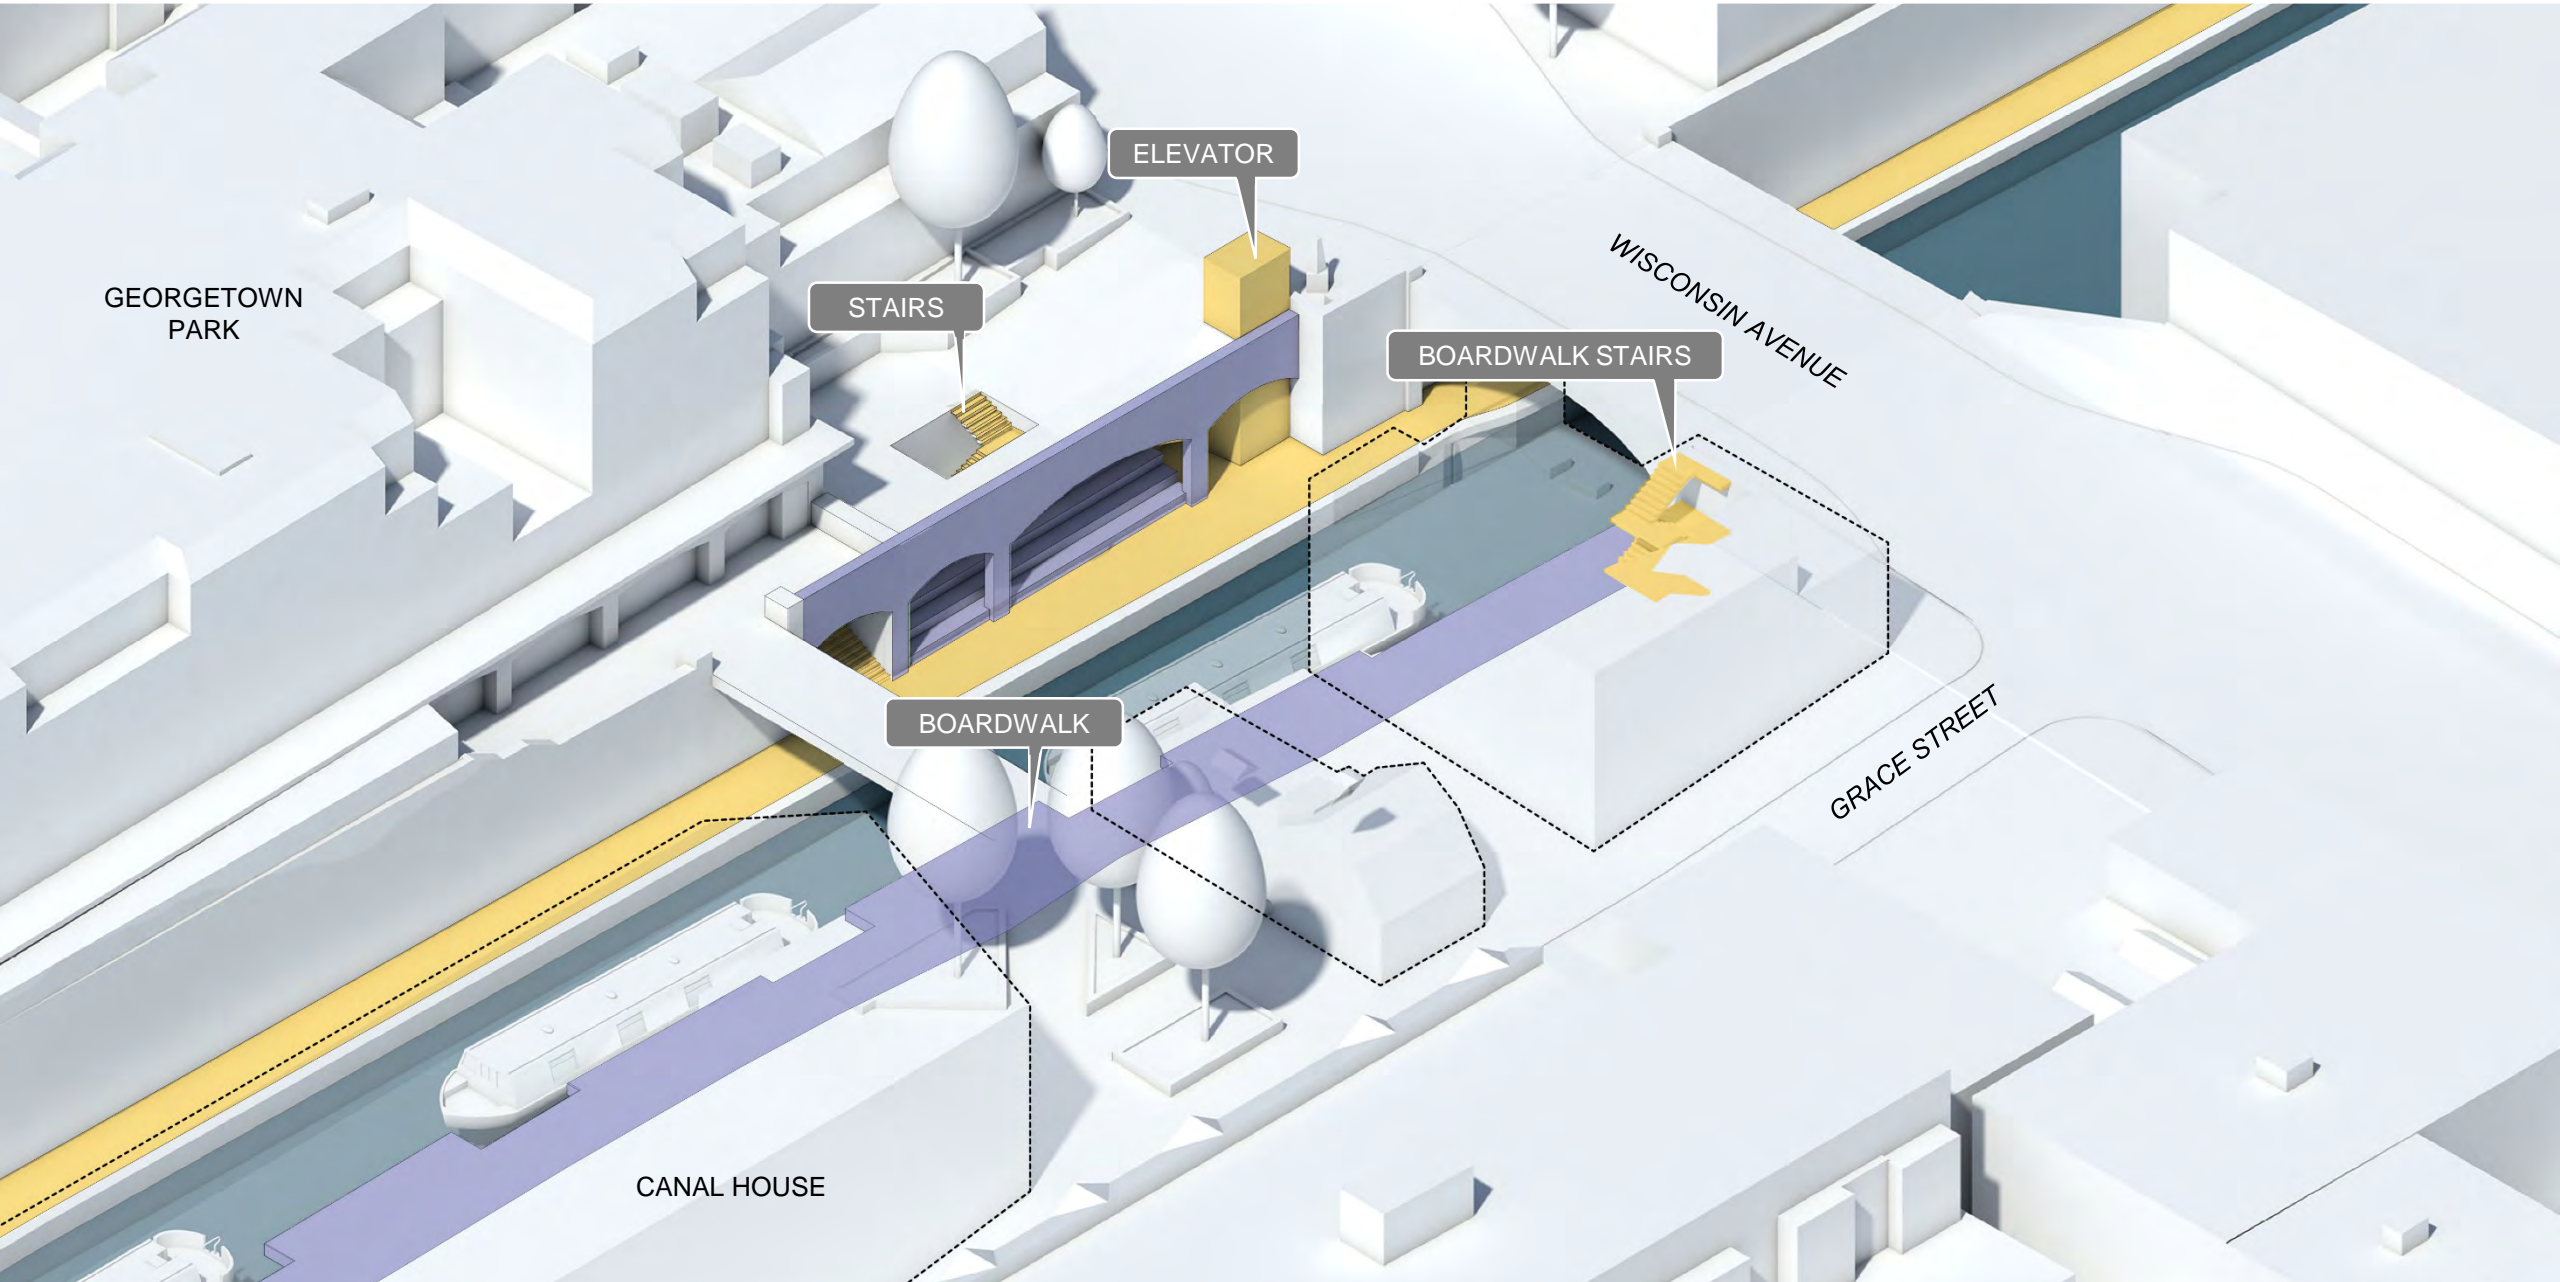 ELEVATOR
WISCONSIN AVENUE
GEORGETOWN
PARK
STAIRS
BOARDWALK STAIRS
BOARDWALK
GRACE STREET
CANAL HOUSE